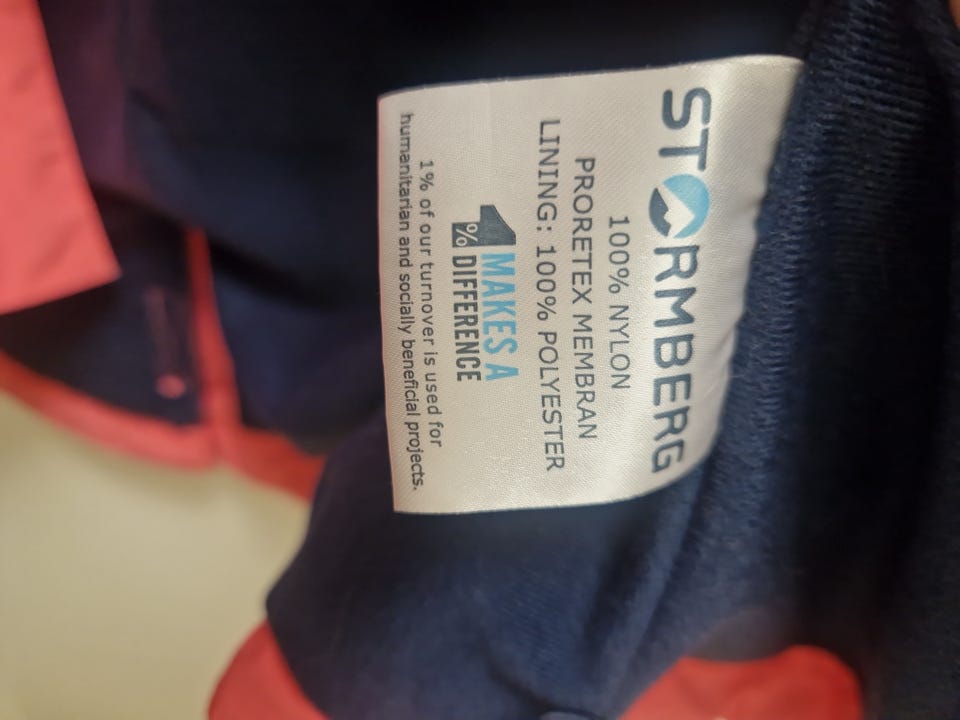 STORMBERG
100% NYLON
PRORETEX MEMBRAN
LINING: 100% POLYESTER
1% MAKES A
DIFFERENCE
1% of our turnover is used for
humanitarian and socially beneficial projects.